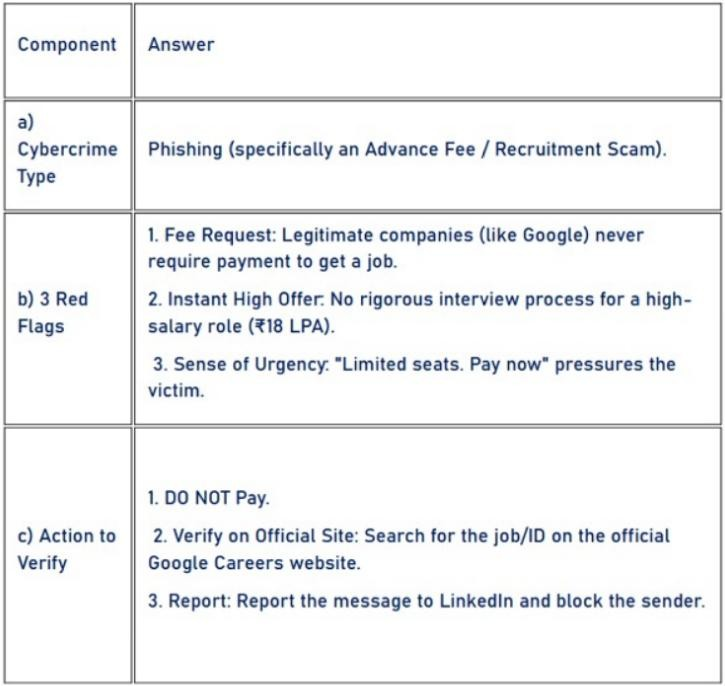 Component
Answer
a)
Cybercrime
Type
Phishing (specifically an Advance Fee / Recruitment Scam).
b) 3 Red
Flags
1. Fee Request: Legitimate companies (like Google) never
require payment to get a job.
2. Instant High Offer: No rigorous interview process for a high-
salary role (₹18 LPA).
3. Sense of Urgency: "Limited seats. Pay now" pressures the
victim.
c) Action to
Verify
1. DO NOT Pay.
2. Verify on Official Site: Search for the job/ID on the official
Google Careers website.
3. Report: Report the message to LinkedIn and block the sender.